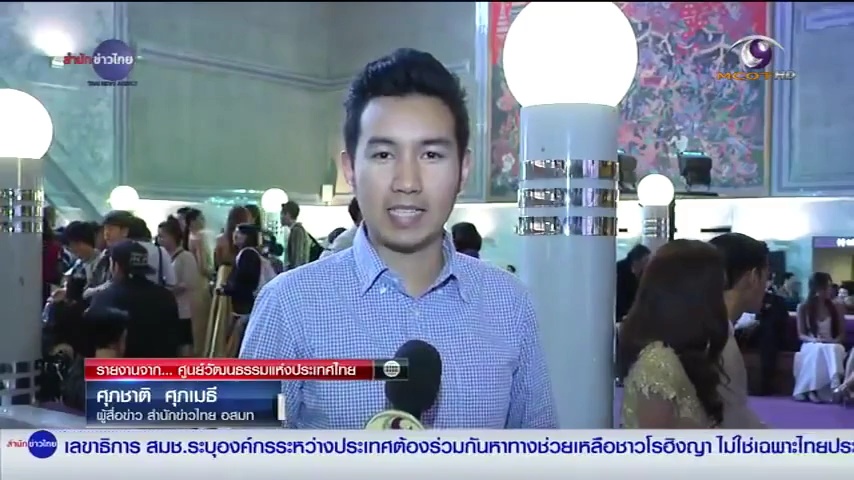 สำนักข่าวไทย
THAI NEWS AGENCY
9
MCOT HD
รายงานจาก... ศูนย์วัฒนธรรมแห่งประเทศไทย
ศุภชาติ ศุภเมธี
ผู้สื่อข่าว สำนักข่าวไทย อสมท
สำนักข่าวไทย เลขาธิการ สมช.ระบุองค์กรระหว่างประเทศต้องร่วมกันหาทางช่วยเหลือชาวโรฮิงญา ไม่ใช่เฉพาะไทยประ